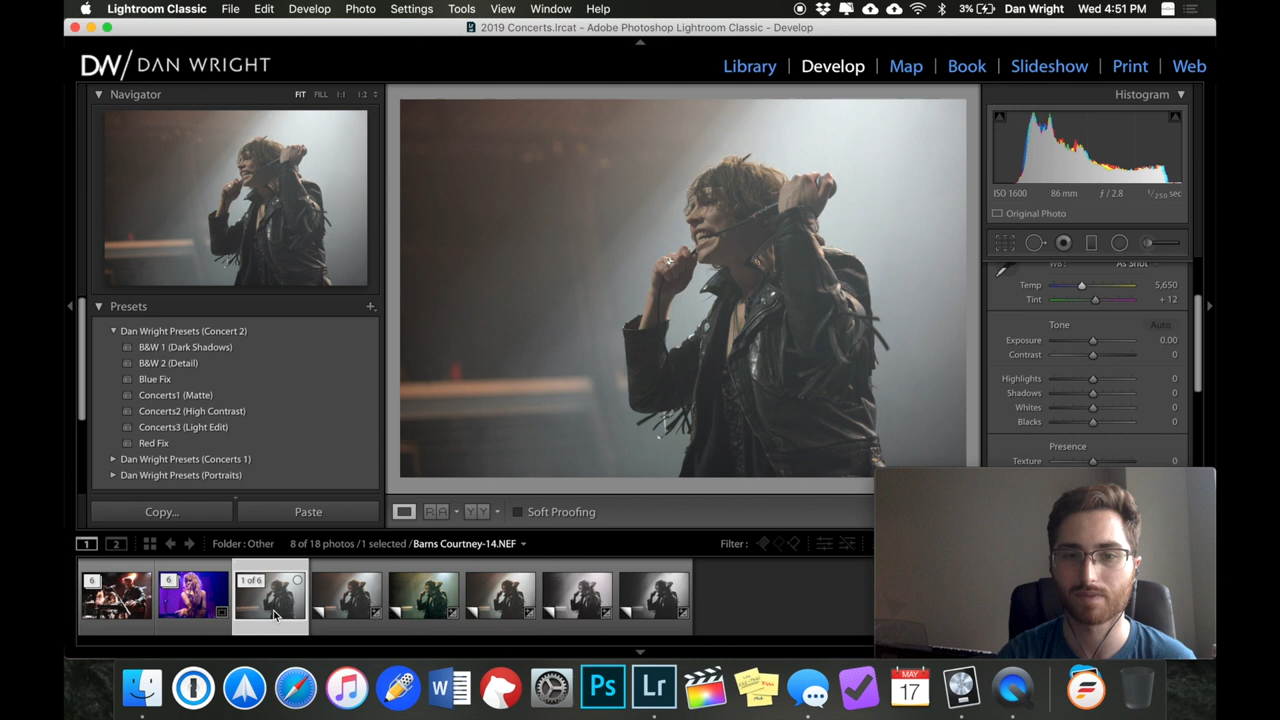 Lightroom Classic File Edit Develop Photo Settings Tools View Window Help 3% Dan Wright Wed 4:51 PM
2019 Concerts.lrcat - Adobe Photoshop Lightroom Classic - Develop
DW/ DAN WRIGHT Library | Develop | Map | Book | Slideshow | Print | Web
Navigator FIT FILL 1:1 1:2
Histogram
ISO 1600 86 mm ƒ / 2.8 1/250 sec
Original Photo
WB: As Shot
Temp 5,650
Tint + 12
Tone Auto
Exposure 0.00
Contrast 0
Highlights 0
Shadows 0
Whites 0
Blacks 0
Presence
Texture 0
Presets
Dan Wright Presets (Concert 2)
B&W 1 (Dark Shadows)
B&W 2 (Detail)
Blue Fix
Concerts1 (Matte)
Concerts2 (High Contrast)
Concerts3 (Light Edit)
Red Fix
Dan Wright Presets (Concerts 1)
Dan Wright Presets (Portraits)
Copy... Paste
R A Y Y Soft Proofing
1 2 Folder : Other 8 of 18 photos / 1 selected / Barns Courtney-14.NEF Filter :
6 6 1 of 6
W Ps Lr MAY 17